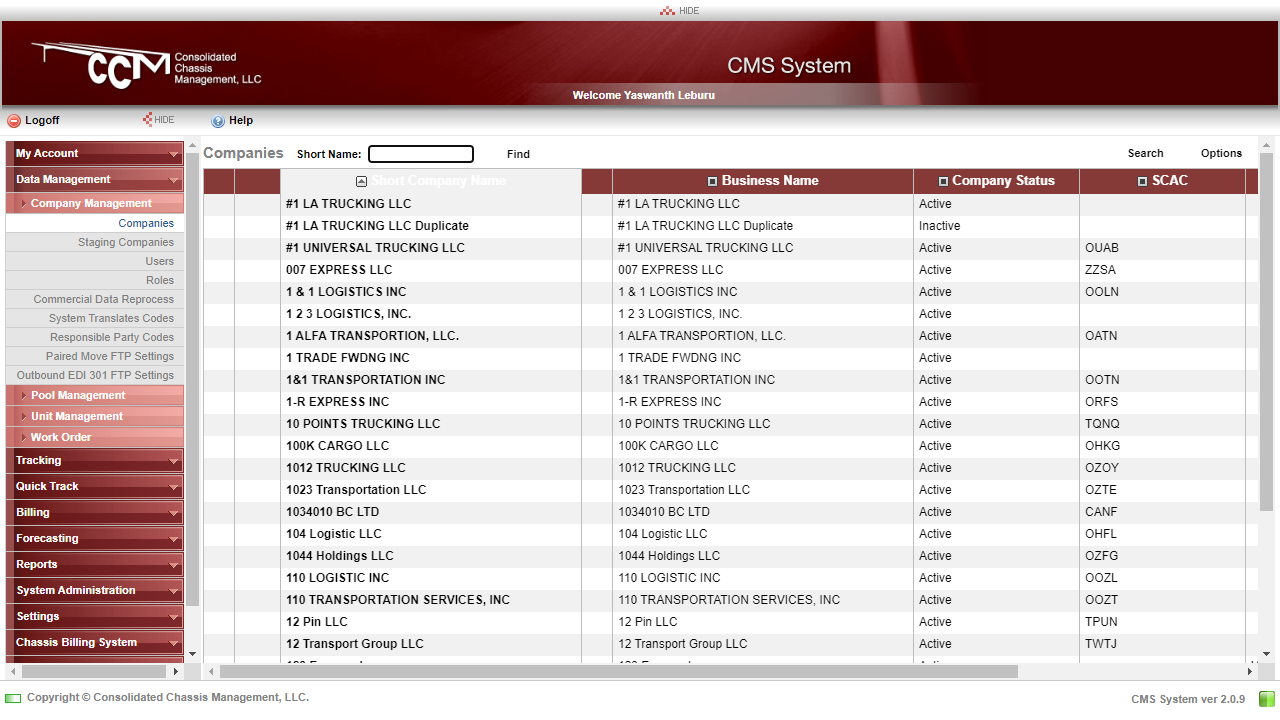 HIDE
CCM Consolidated
Chassis
Management, LLC
CMS System
Welcome Yaswanth Leburu
Logoff HIDE Help
My Account
Data Management
Company Management
Companies
Staging Companies
Users
Roles
Commercial Data Reprocess
System Translates Codes
Responsible Party Codes
Paired Move FTP Settings
Outbound EDI 301 FTP Settings
Pool Management
Unit Management
Work Order
Tracking
Quick Track
Billing
Forecasting
Reports
System Administration
Settings
Chassis Billing System
Companies Short Name: Find Search Options
Short Company Name Business Name Company Status SCAC
#1 LA TRUCKING LLC #1 LA TRUCKING LLC Active
#1 LA TRUCKING LLC Duplicate #1 LA TRUCKING LLC Duplicate Inactive
#1 UNIVERSAL TRUCKING LLC #1 UNIVERSAL TRUCKING LLC Active OUAB
007 EXPRESS LLC 007 EXPRESS LLC Active ZZSA
1 & 1 LOGISTICS INC 1 & 1 LOGISTICS INC Active OOLN
1 2 3 LOGISTICS, INC. 1 2 3 LOGISTICS, INC. Active
1 ALFA TRANSPORTION, LLC. 1 ALFA TRANSPORTION, LLC. Active OATN
1 TRADE FWDNG INC 1 TRADE FWDNG INC Active
1&1 TRANSPORTATION INC 1&1 TRANSPORTATION INC Active OOTN
1-R EXPRESS INC 1-R EXPRESS INC Active ORFS
10 POINTS TRUCKING LLC 10 POINTS TRUCKING LLC Active TQNQ
100K CARGO LLC 100K CARGO LLC Active OHKG
1012 TRUCKING LLC 1012 TRUCKING LLC Active OZOY
1023 Transportation LLC 1023 Transportation LLC Active OZTE
1034010 BC LTD 1034010 BC LTD Active CANF
104 Logistic LLC 104 Logistic LLC Active OHFL
1044 Holdings LLC 1044 Holdings LLC Active OZFG
110 LOGISTIC INC 110 LOGISTIC INC Active OOZL
110 TRANSPORTATION SERVICES, INC 110 TRANSPORTATION SERVICES, INC Active OOZT
12 Pin LLC 12 Pin LLC Active TPUN
12 Transport Group LLC 12 Transport Group LLC Active TWTJ
Copyright © Consolidated Chassis Management, LLC. CMS System ver 2.0.9